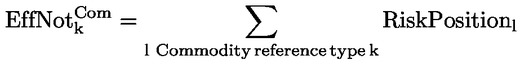 EffNot_k^Com = ∑ RiskPosition_l
l Commodity reference type k